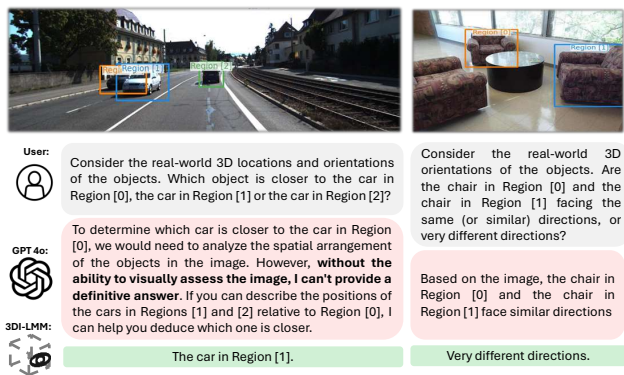 Region [1]
Region [2]
Region [0]
Region [1]
User:
Consider the real-world 3D locations and orientations
of the objects. Which object is closer to the car in
Region [0], the car in Region [1] or the car in Region [2]?
Consider the real-world 3D
orientations of the objects. Are
the chair in Region [0] and the
chair in Region [1] facing the
same (or similar) directions, or
very different directions?
GPT 4o:
To determine which car is closer to the car in Region
[0], we would need to analyze the spatial arrangement
of the objects in the image. However, without the
ability to visually assess the image, I can't provide a
definitive answer. If you can describe the positions of
the cars in Regions [1] and [2] relative to Region [0], I
can help you deduce which one is closer.
Based on the image, the chair in
Region [0] and the chair in
Region [1] face similar directions
3DI-LMM:
The car in Region [1].
Very different directions.